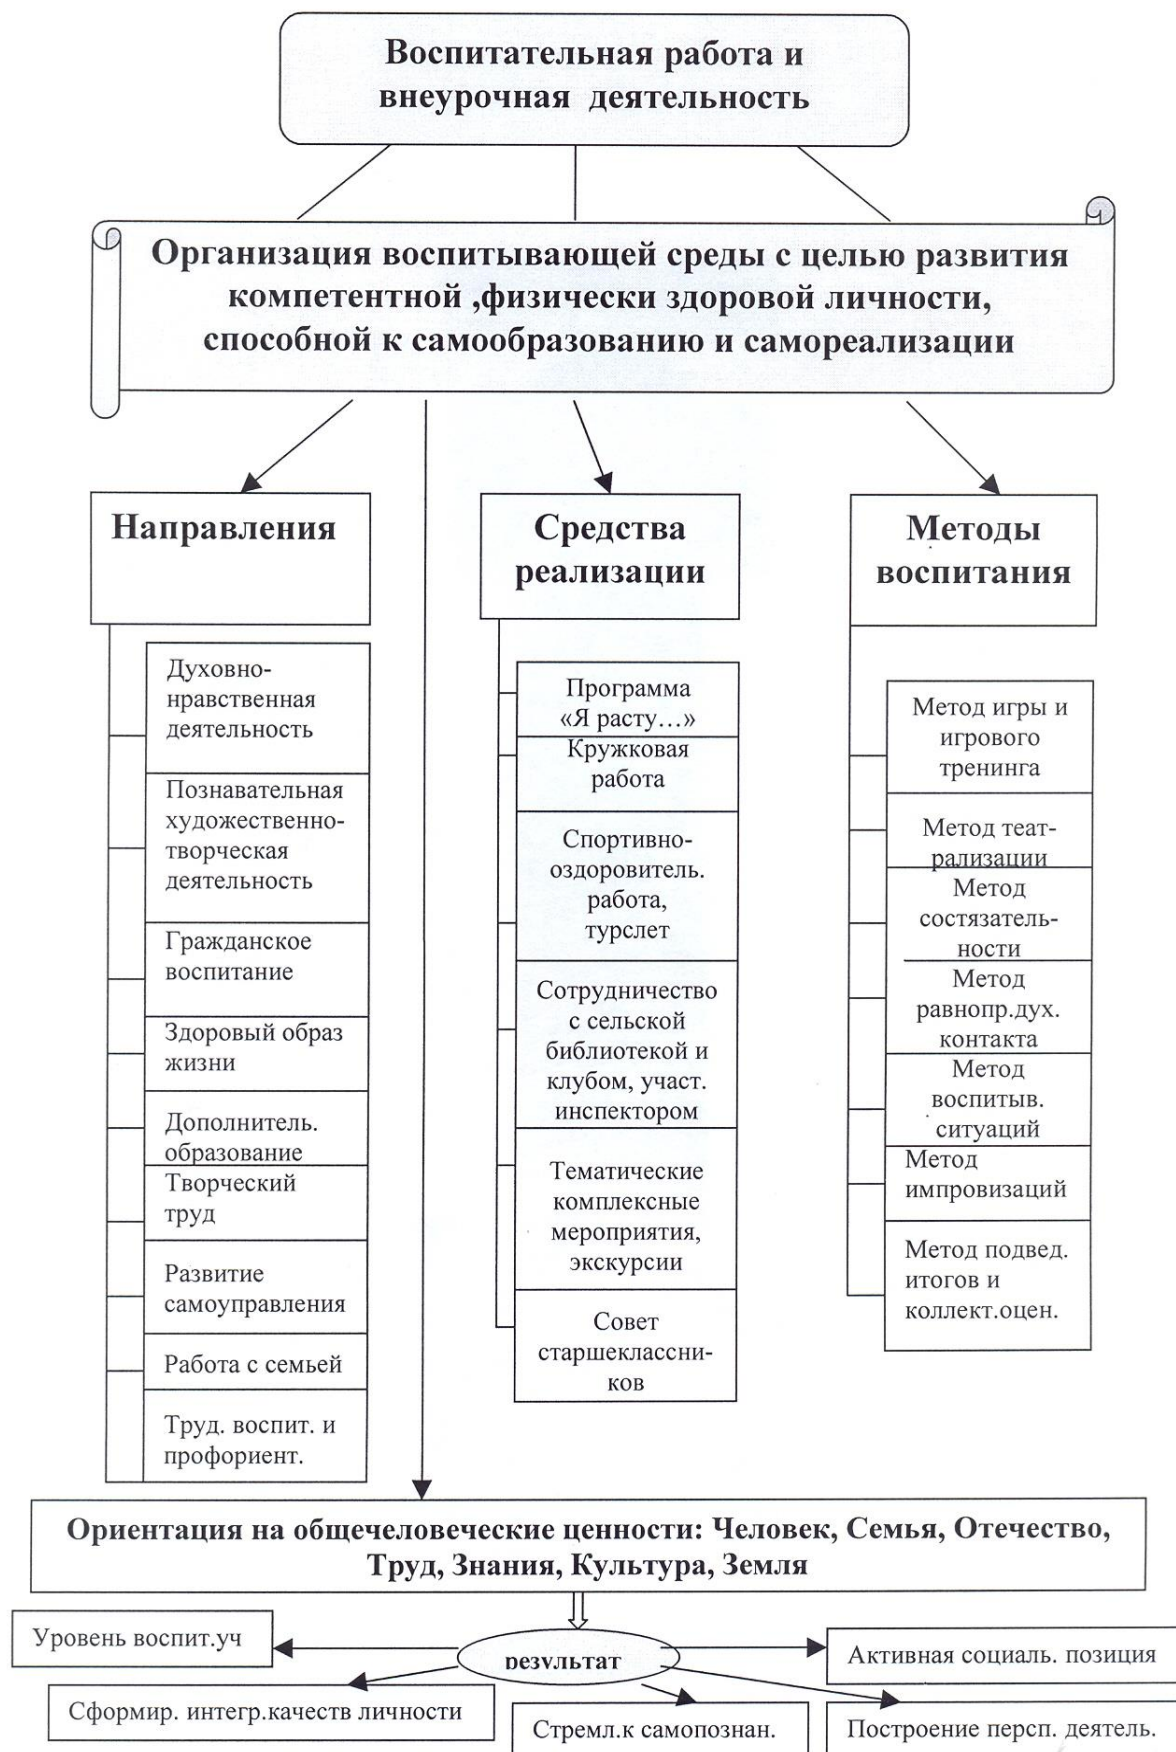 Воспитательная работа и
внеурочная деятельность
Организация воспитывающей среды с целью развития
компетентной ,физически здоровой личности,
способной к самообразованию и самореализации
Направления
Духовно-
нравственная
деятельность
Познавательная
художественно-
творческая
деятельность
Гражданское
воспитание
Здоровый образ
жизни
Дополнитель.
образование
Творческий
труд
Развитие
самоуправления
Работа с семьей
Труд. воспит. и
профориент.
Средства
реализации
Программа
«Я расту…»
Кружковая
работа
Спортивно-
оздоровитель.
работа,
турслет
Сотрудничество
с сельской
библиотекой и
клубом, участ.
инспектором
Тематические
комплексные
мероприятия,
экскурсии
Совет
старшеклассни-
ков
Методы
воспитания
Метод игры и
игрового
тренинга
Метод теат-
рализации
Метод
состязатель-
ности
Метод
равнопр.дух.
контакта
Метод
воспитыв.
ситуаций
Метод
импровизаций
Метод подвед.
итогов и
коллект.оцен.
Ориентация на общечеловеческие ценности: Человек, Семья, Отечество,
Труд, Знания, Культура, Земля
результат
Уровень воспит.уч
Активная социаль. позиция
Сформир. интегр.качеств личности
Стремл.к самопознан.
Построение персп. деятель.